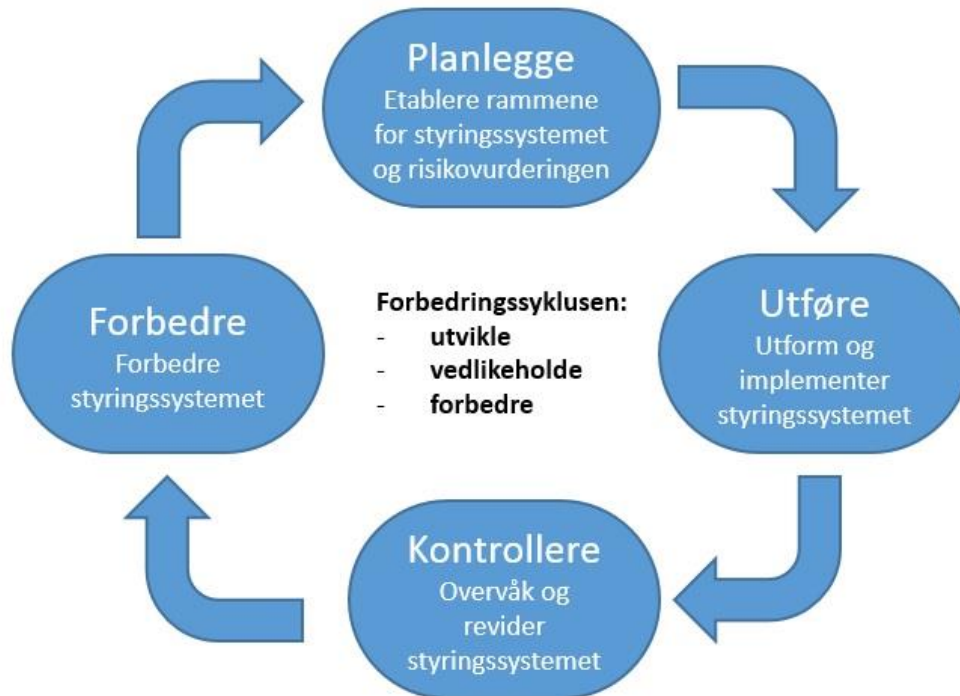 Planlegge
Etablere rammene
for styringssystemet
og risikovurderingen
Utføre
Utform og
implementer
styringssystemet
Kontrollere
Overvåk og
revider
styringssystemet
Forbedre
Forbedre
styringssystemet
Forbedringssyklusen:
- utvikle
- vedlikeholde
- forbedre